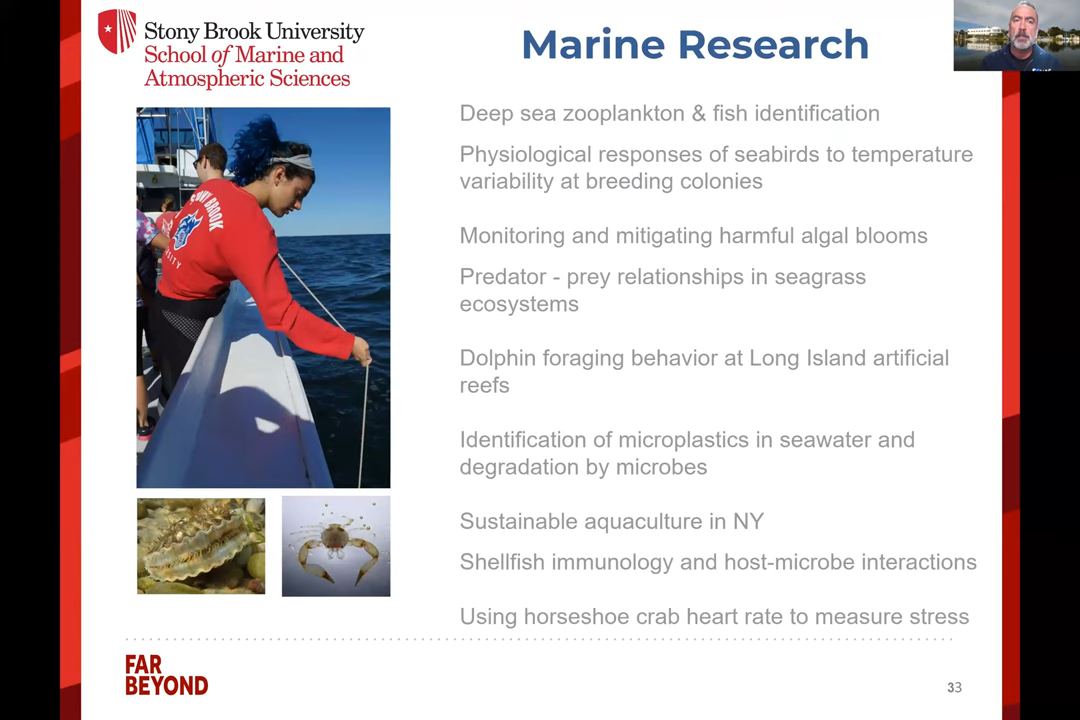 Stony Brook University
School of Marine and
Atmospheric Sciences
Marine Research
Deep sea zooplankton & fish identification
Physiological responses of seabirds to temperature
variability at breeding colonies
Monitoring and mitigating harmful algal blooms
Predator - prey relationships in seagrass
ecosystems
Dolphin foraging behavior at Long Island artificial
reefs
Identification of microplastics in seawater and
degradation by microbes
Sustainable aquaculture in NY
Shellfish immunology and host-microbe interactions
Using horseshoe crab heart rate to measure stress
FAR
BEYOND
33